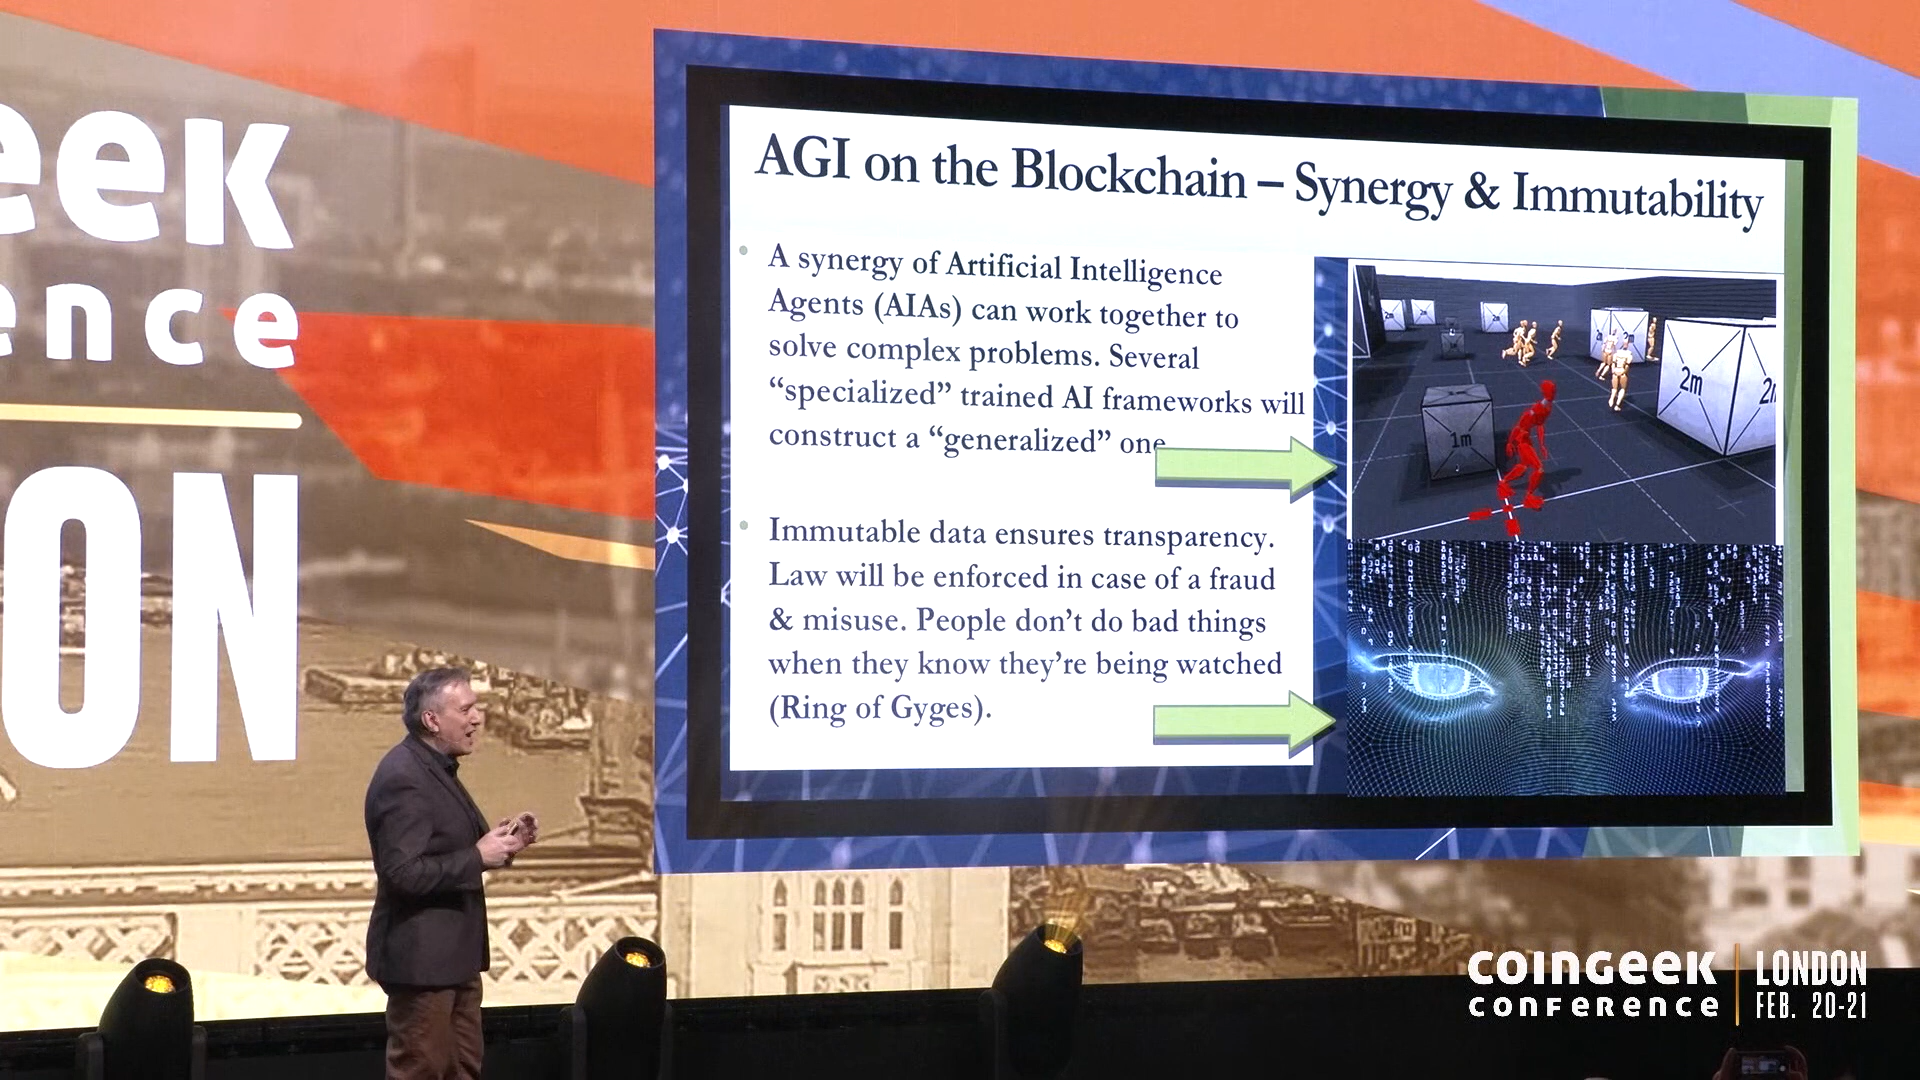 eek
ence
ON
AGI on the Blockchain – Synergy & Immutability
A synergy of Artificial Intelligence
Agents (AIAs) can work together to
solve complex problems. Several
“specialized” trained AI frameworks will
construct a “generalized” one
Immutable data ensures transparency.
Law will be enforced in case of a fraud
& misuse. People don’t do bad things
when they know they’re being watched
(Ring of Gyges).
2m
2m
2m
1m
COINGEEK
CONFERENCE
LONDON
FEB. 20-21